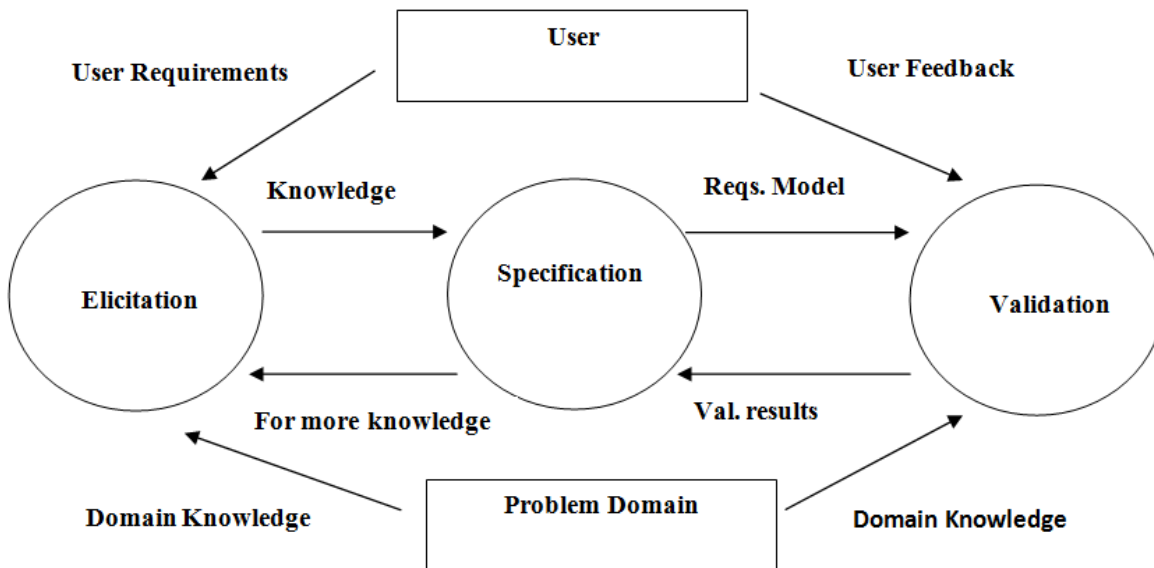 User
User Requirements
User Feedback
Knowledge
Reqs. Model
Elicitation
Specification
Validation
For more knowledge
Val. results
Domain Knowledge
Problem Domain
Domain Knowledge